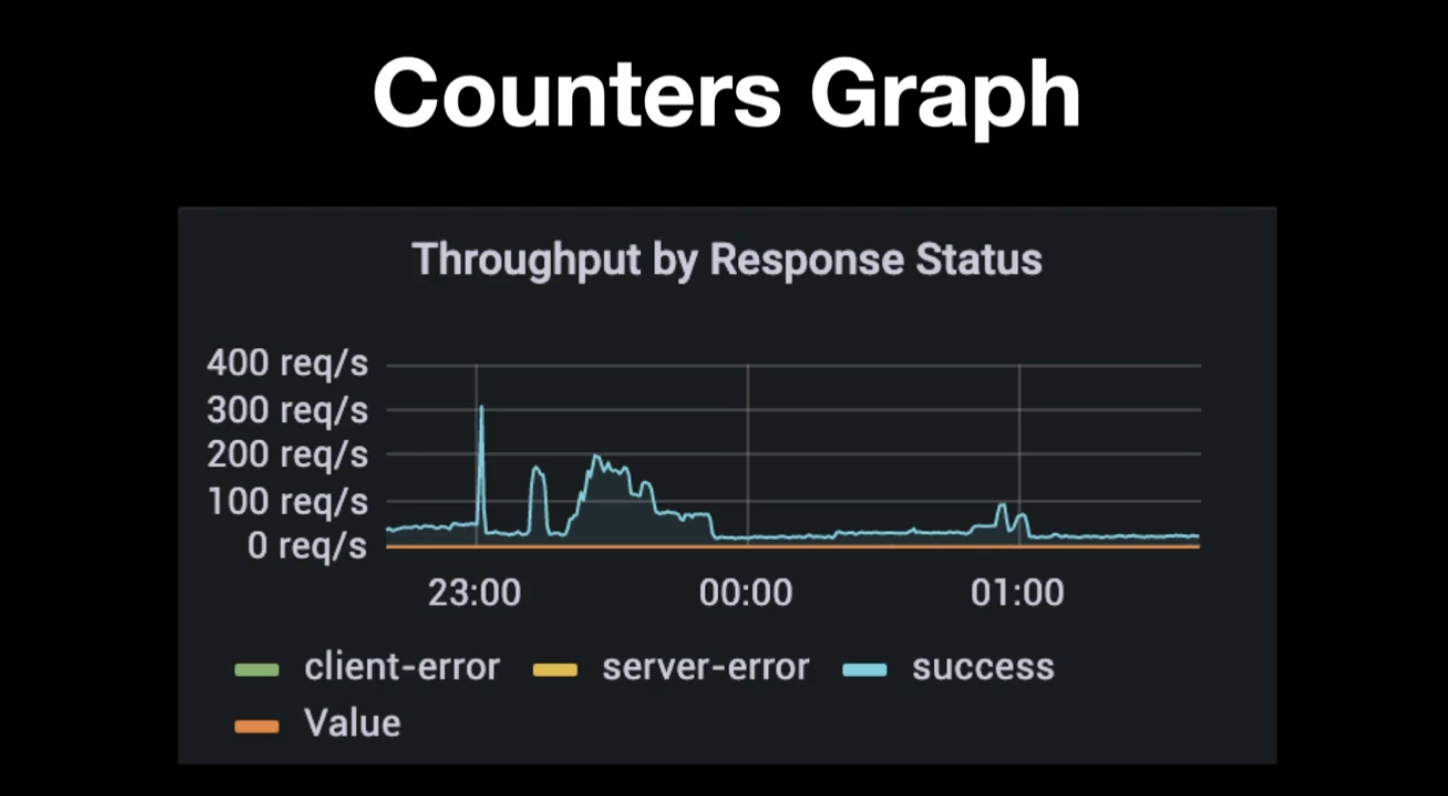 Counters Graph
Throughput by Response Status
400 req/s
300 req/s
200 req/s
100 req/s
0 req/s
23:00 00:00 01:00
client-error server-error success
Value